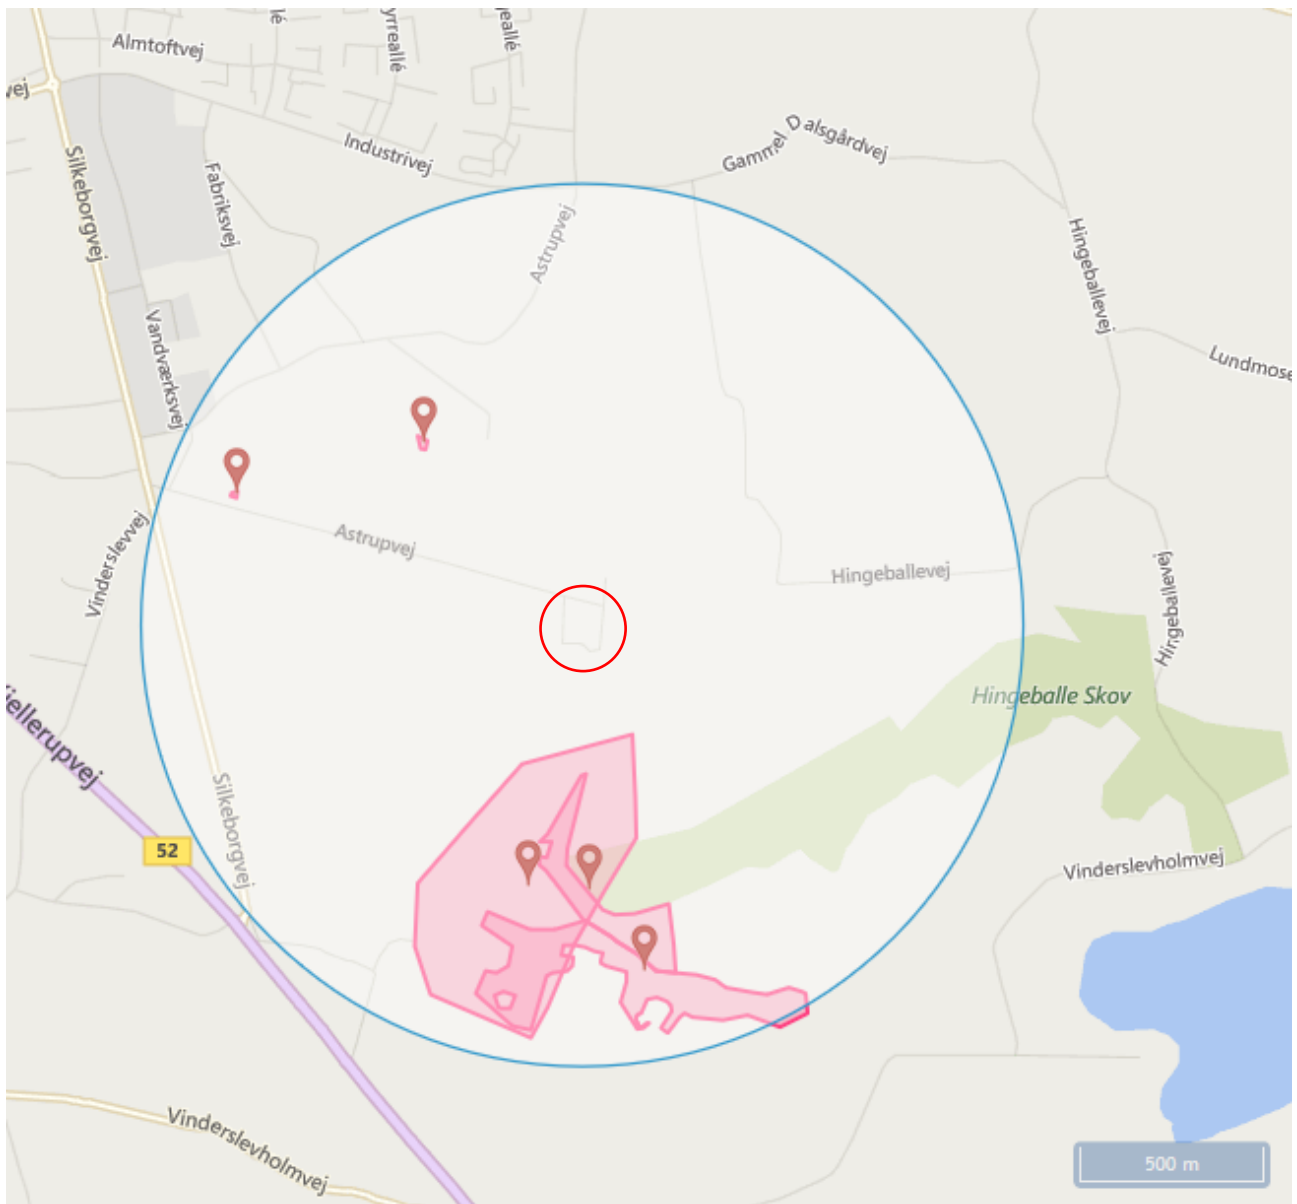 Almtoftvej
Industrivej
Gammel Dalsgårdvej
Silkeborgvej
Fabriksvej
Astrupvej
Hingeballevej
Vandværksvej
Vinderslevvej
Astrupvej
Hingeballevej
Hingeballevej
Hingeballe Skov
Silkeborgvej
52
Vinderslevholmvej
Vinderslevholmvej
500 m